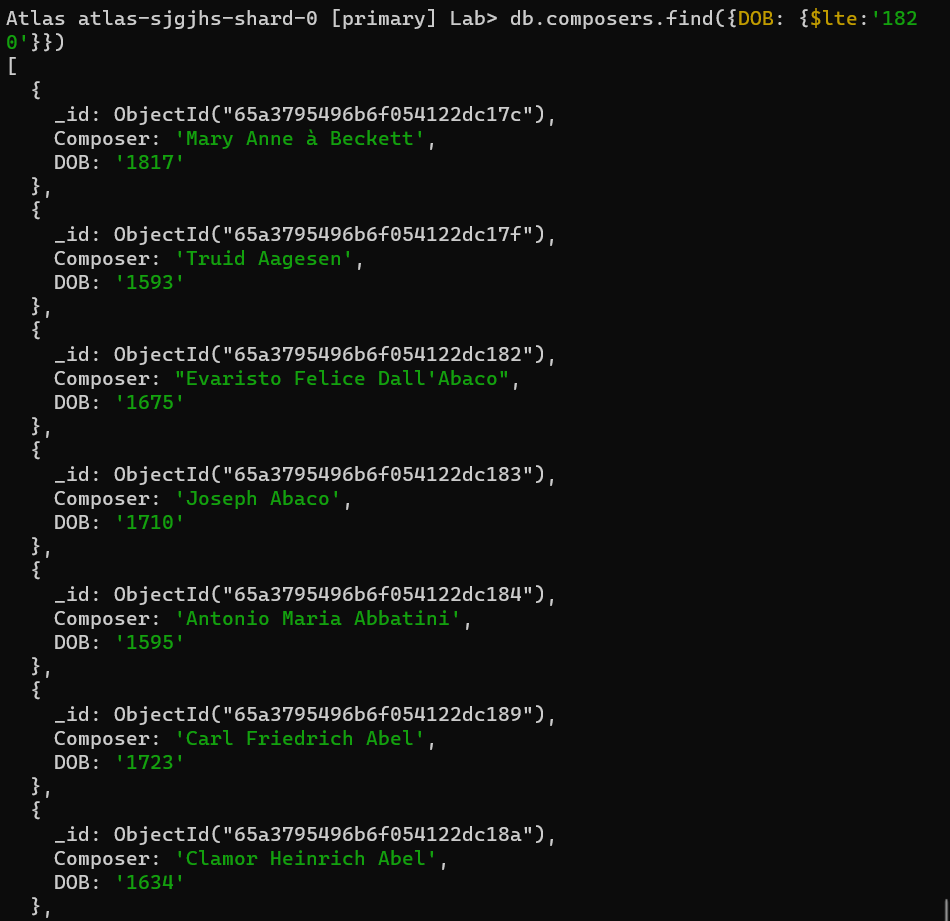 Atlas atlas-sjgjhs-shard-0 [primary] Lab> db.composers.find({DOB: {$lte:'182
0'}})
[
  {
    _id: ObjectId("65a3795496b6f054122dc17c"),
    Composer: 'Mary Anne à Beckett',
    DOB: '1817'
  },
  {
    _id: ObjectId("65a3795496b6f054122dc17f"),
    Composer: 'Truid Aagesen',
    DOB: '1593'
  },
  {
    _id: ObjectId("65a3795496b6f054122dc182"),
    Composer: "Evaristo Felice Dall'Abaco",
    DOB: '1675'
  },
  {
    _id: ObjectId("65a3795496b6f054122dc183"),
    Composer: 'Joseph Abaco',
    DOB: '1710'
  },
  {
    _id: ObjectId("65a3795496b6f054122dc184"),
    Composer: 'Antonio Maria Abbatini',
    DOB: '1595'
  },
  {
    _id: ObjectId("65a3795496b6f054122dc189"),
    Composer: 'Carl Friedrich Abel',
    DOB: '1723'
  },
  {
    _id: ObjectId("65a3795496b6f054122dc18a"),
    Composer: 'Clamor Heinrich Abel',
    DOB: '1634'
  },